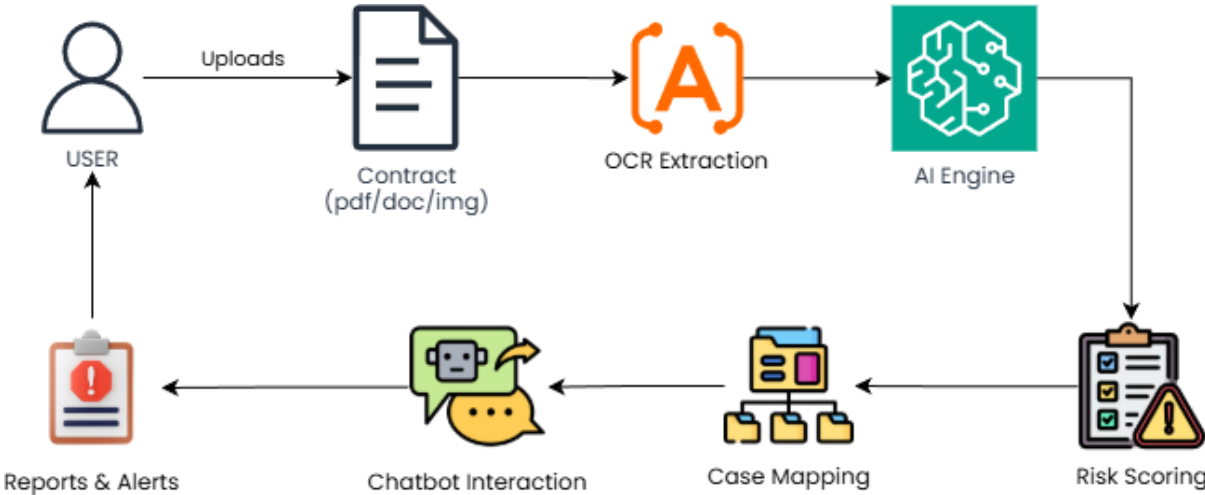 Uploads
USER
Contract
(pdf/doc/img)
A
OCR Extraction
AI Engine
Reports & Alerts
Chatbot Interaction
Case Mapping
Risk Scoring